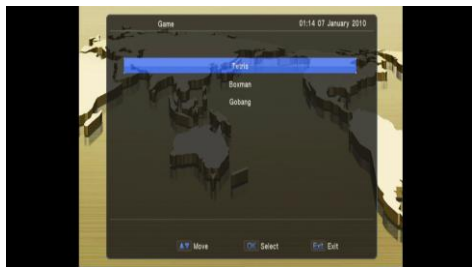 Game 01:14 07 January 2010
Tetris
Boxman
Gobang
Move OK Select Exit Exit